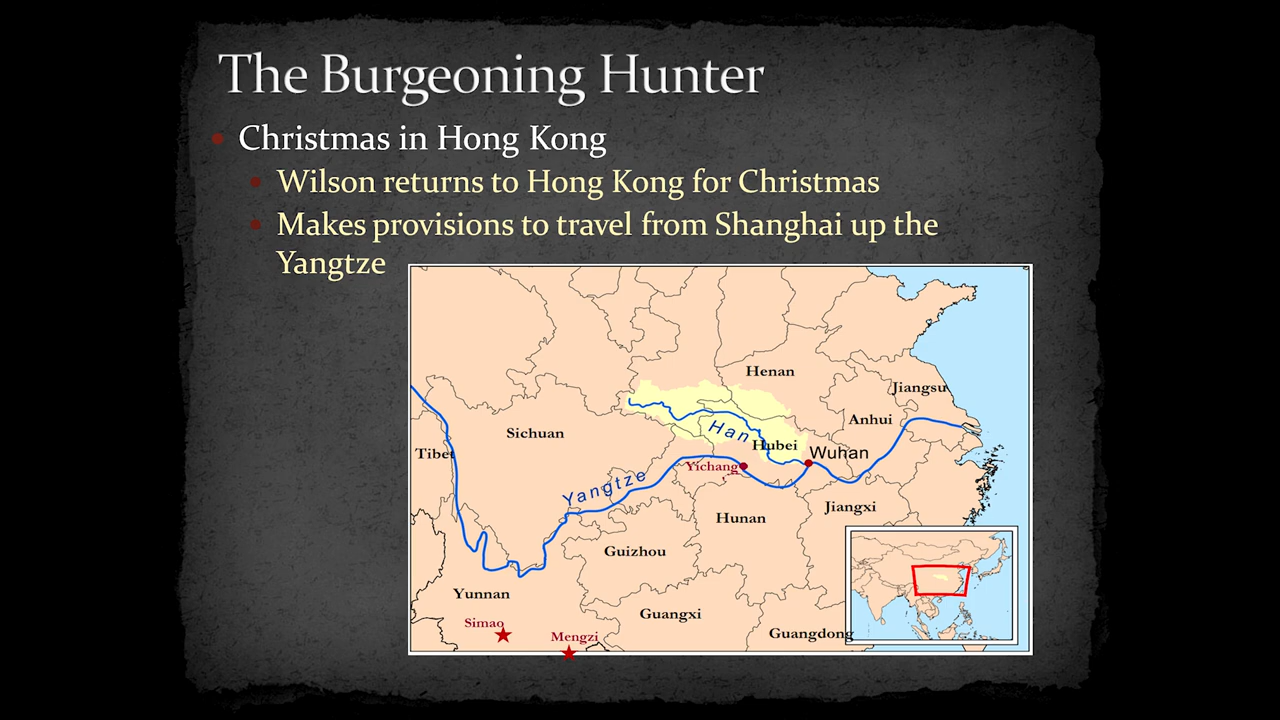 The Burgeoning Hunter
Christmas in Hong Kong
Wilson returns to Hong Kong for Christmas
Makes provisions to travel from Shanghai up the
Yangtze
Henan
Jiangsu
Anhui
Han
Sichuan
Hubei
Wuhan
Tibet
Yichang
Yangtze
Jiangxi
Hunan
Guizhou
Yunnan
Guangxi
Simao
Mengzi
Guangdong